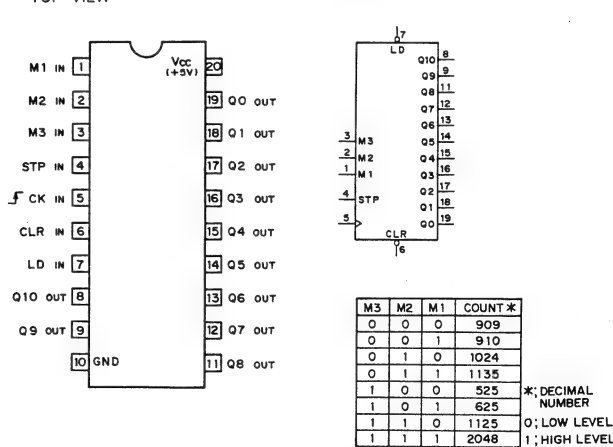 TOP VIEW
M1 IN 1
M2 IN 2
M3 IN 3
STP IN 4
CK IN 5
CLR IN 6
LD IN 7
Q10 OUT 8
Q9 OUT 9
10 GND
Vcc 20
(+5V)
19 Q0 OUT
18 Q1 OUT
17 Q2 OUT
16 Q3 OUT
15 Q4 OUT
14 Q5 OUT
13 Q6 OUT
12 Q7 OUT
11 Q8 OUT
7
LD
Q10 8
Q9 9
Q8 11
Q7 12
Q6 13
3 M3 Q5 14
2 M2 Q4 15
1 M1 Q3 16
Q2 17
4 STP Q1 18
5 Q0 19
CLR
6
M3 M2 M1 COUNT *
0 0 0 909
0 0 1 910
0 1 0 1024
0 1 1 1135
1 0 0 525
1 0 1 625
1 1 0 1125
1 1 1 2048
*; DECIMAL
NUMBER
0; LOW LEVEL
1; HIGH LEVEL